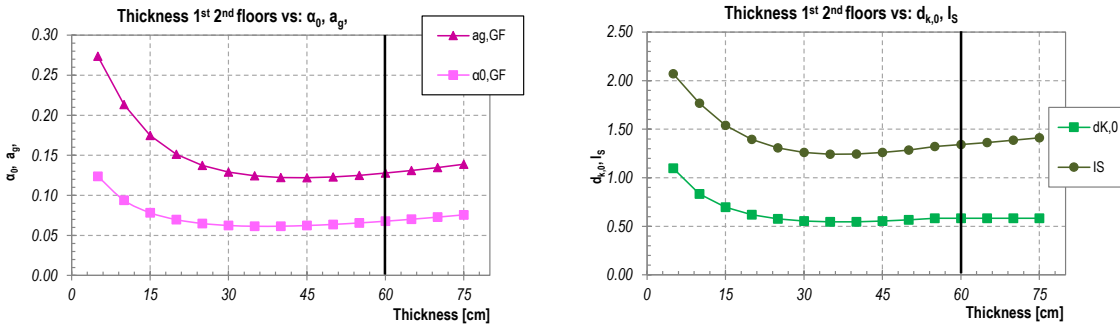 Thickness 1st 2nd floors vs: α0, ag,
0.30
0.25
0.20
0.15
0.10
0.05
0.00
α0, ag,
0 15 30 45 60 75
Thickness [cm]
ag,GF
α0,GF
Thickness 1st 2nd floors vs: dk,0, IS
2.50
2.00
1.50
1.00
0.50
0.00
dk,0, IS
0 15 30 45 60 75
Thickness [cm]
dK,0
IS